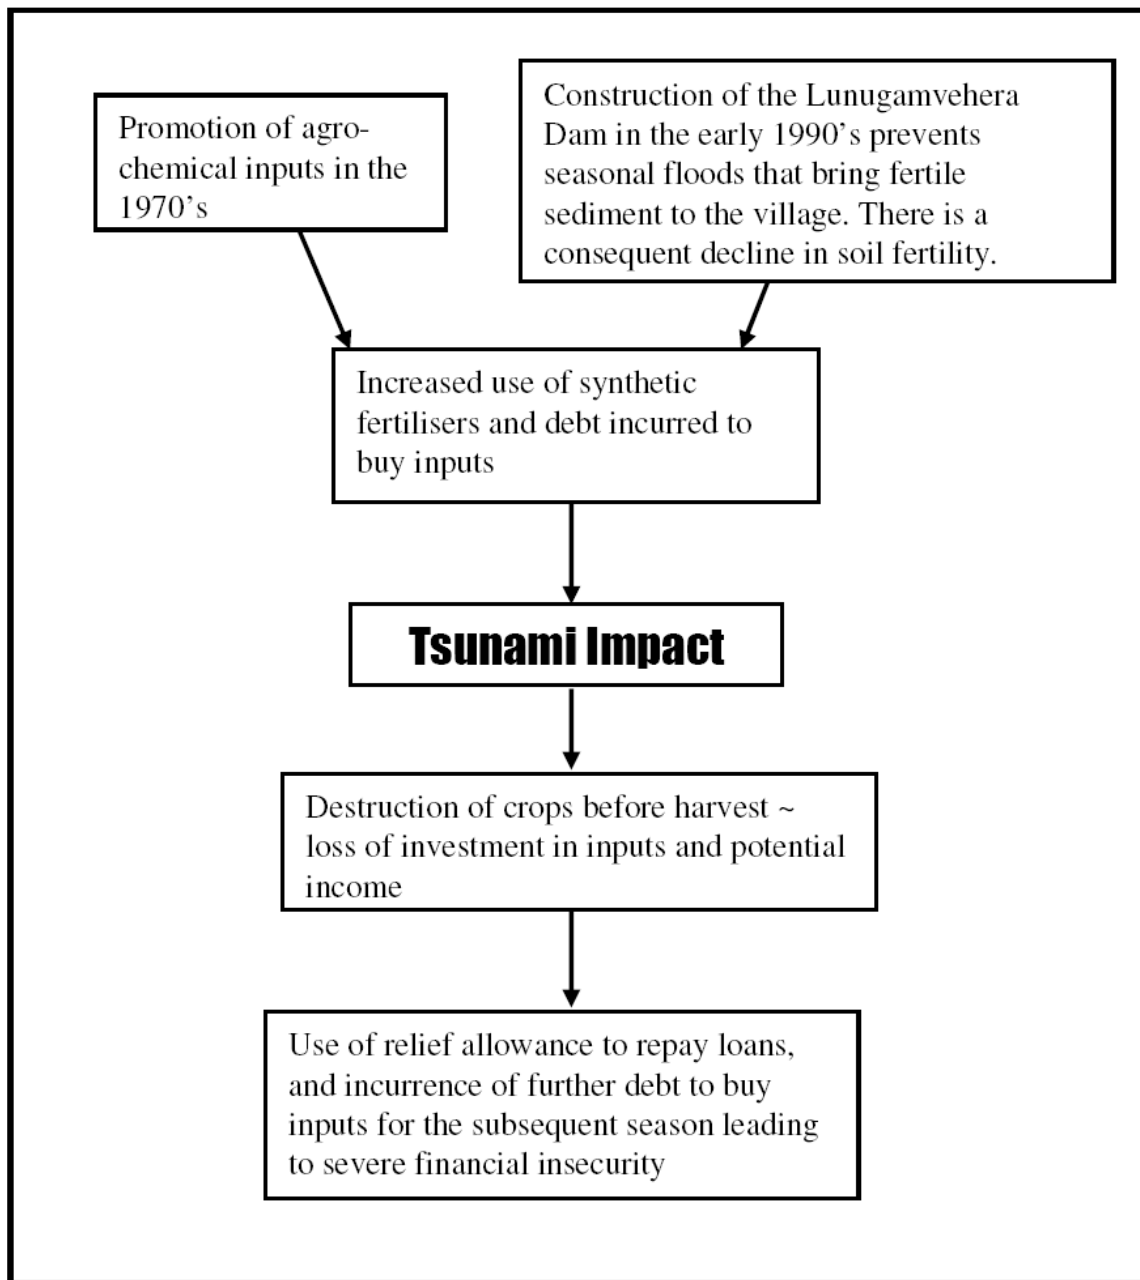 Promotion of agro-
chemical inputs in the
1970’s
Construction of the Lunugamvehera
Dam in the early 1990’s prevents
seasonal floods that bring fertile
sediment to the village. There is a
consequent decline in soil fertility.
Increased use of synthetic
fertilisers and debt incurred to
buy inputs
Tsunami Impact
Destruction of crops before harvest ~
loss of investment in inputs and potential
income
Use of relief allowance to repay loans,
and incurrence of further debt to buy
inputs for the subsequent season leading
to severe financial insecurity